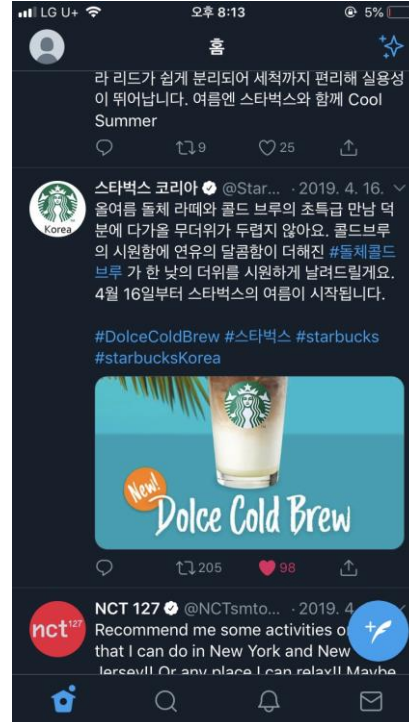 LG U+
오후 8:13
5%
홈
라 리드가 쉽게 분리되어 세척까지 편리해 실용성
이 뛰어납니다. 여름엔 스타벅스와 함께 Cool
Summer
9
25
Korea
스타벅스 코리아 @Star... · 2019. 4. 16.
올여름 돌체 라떼와 콜드 브루의 초특급 만남 덕
분에 다가올 무더위가 두렵지 않아요. 콜드브루
의 시원함에 연유의 달콤함이 더해진 #돌체콜드
브루 가 한 낮의 더위를 시원하게 날려드릴게요.
4월 16일부터 스타벅스의 여름이 시작됩니다.
#DolceColdBrew #스타벅스 #starbucks
#starbucksKorea
New!
Dolce Cold Brew
205
98
nct127
NCT 127 @NCTsmto... · 2019. 4
Recommend me some activities
that I can do in New York and New
Jersey!! Or any place I can relax!! Maybe